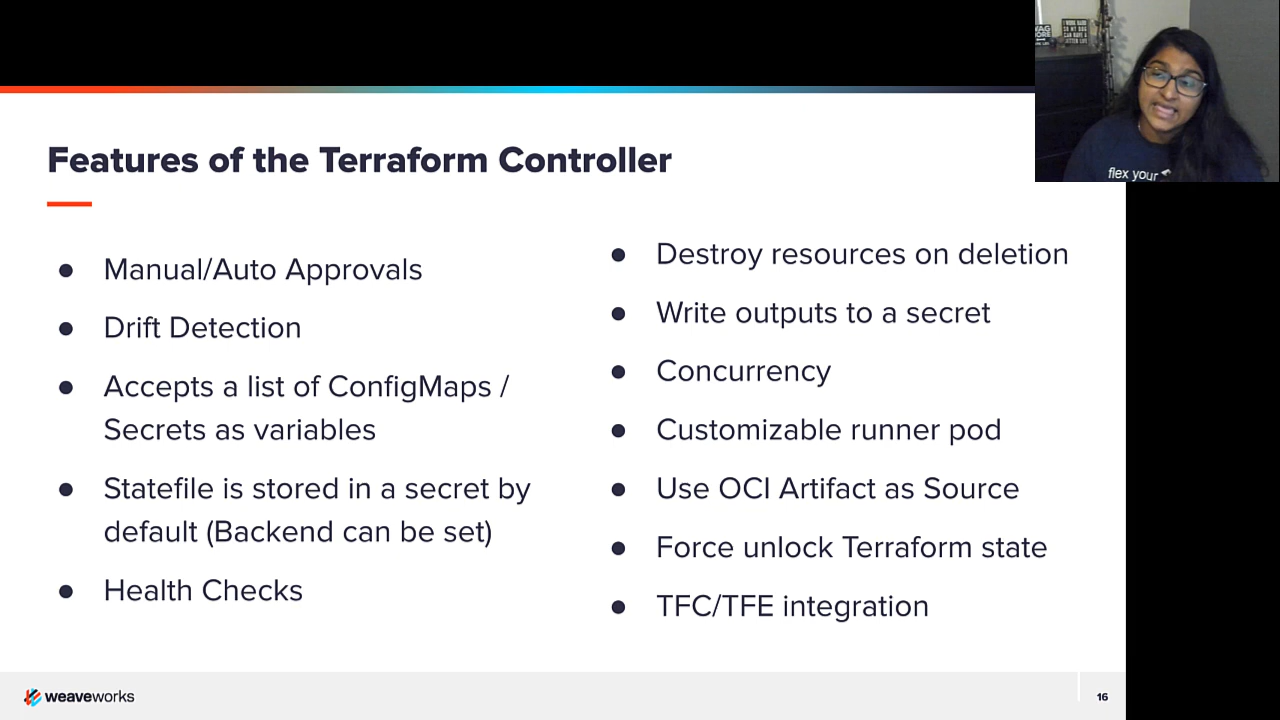 Features of the Terraform Controller
● Manual/Auto Approvals
● Drift Detection
● Accepts a list of ConfigMaps /
Secrets as variables
● Statefile is stored in a secret by
default (Backend can be set)
● Health Checks
● Destroy resources on deletion
● Write outputs to a secret
● Concurrency
● Customizable runner pod
● Use OCI Artifact as Source
● Force unlock Terraform state
● TFC/TFE integration
flex your
weaveworks
16